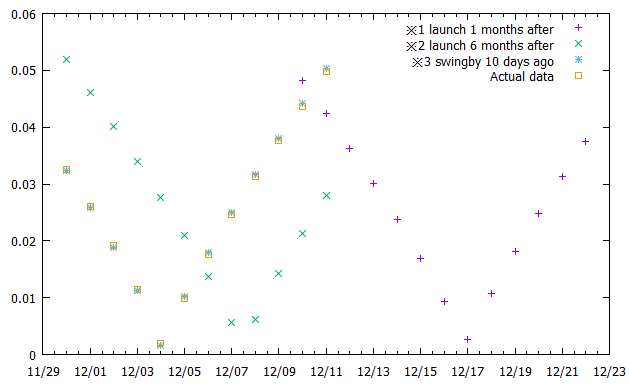 0.06
0.05
0.04
0.03
0.02
0.01
0
※1 launch 1 months after
※2 launch 6 months after
※3 swingby 10 days ago
Actual data
11/29 12/01 12/03 12/05 12/07 12/09 12/11 12/13 12/15 12/17 12/19 12/21 12/23